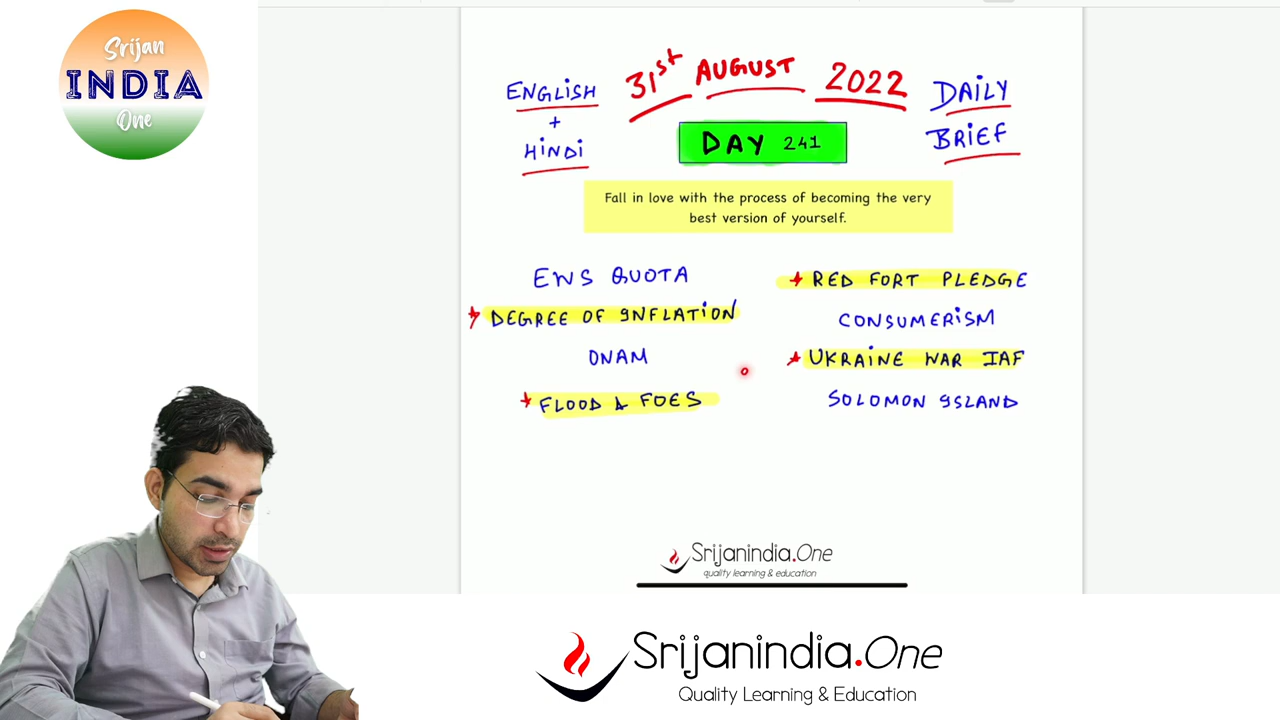 Srijan
INDIA
One
ENGLISH
+
HINDI
31st AUGUST 2022
DAILY
BRIEF
DAY 241
Fall in love with the process of becoming the very
best version of yourself.
EWS QUOTA
DEGREE OF INFLATION
ONAM
FLOOD & FOES
RED FORT PLEDGE
CONSUMERISM
UKRAINE WAR IAF
SOLOMON ISLAND
Srijanindia.One
quality learning & education
Srijanindia.One
Quality Learning & Education